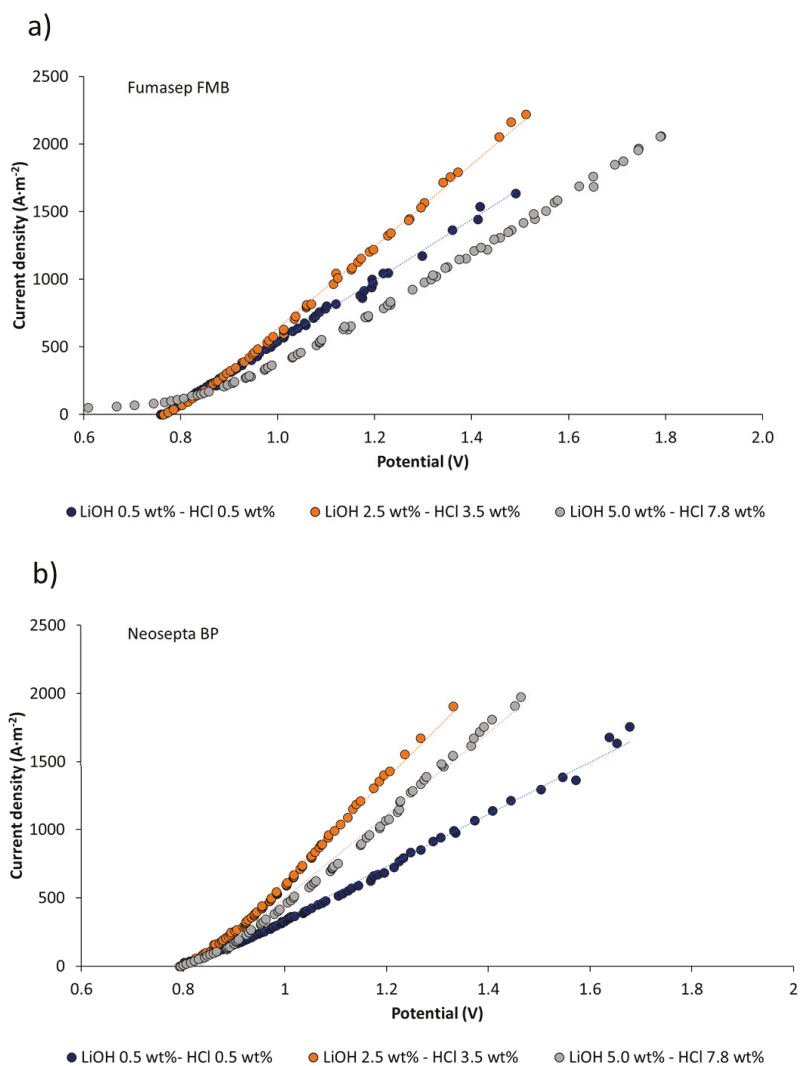 a)
Fumasep FMB
2500
2000
1500
1000
500
0
Current density (A·m⁻²)
0.6 0.8 1.0 1.2 1.4 1.6 1.8 2.0
Potential (V)
LiOH 0.5 wt% - HCl 0.5 wt% LiOH 2.5 wt% - HCl 3.5 wt% LiOH 5.0 wt% - HCl 7.8 wt%
b)
Neosepta BP
2500
2000
1500
1000
500
0
Current density (A·m⁻²)
0.6 0.8 1 1.2 1.4 1.6 1.8 2
Potential (V)
LiOH 0.5 wt%- HCl 0.5 wt% LiOH 2.5 wt% - HCl 3.5 wt% LiOH 5.0 wt% - HCl 7.8 wt%